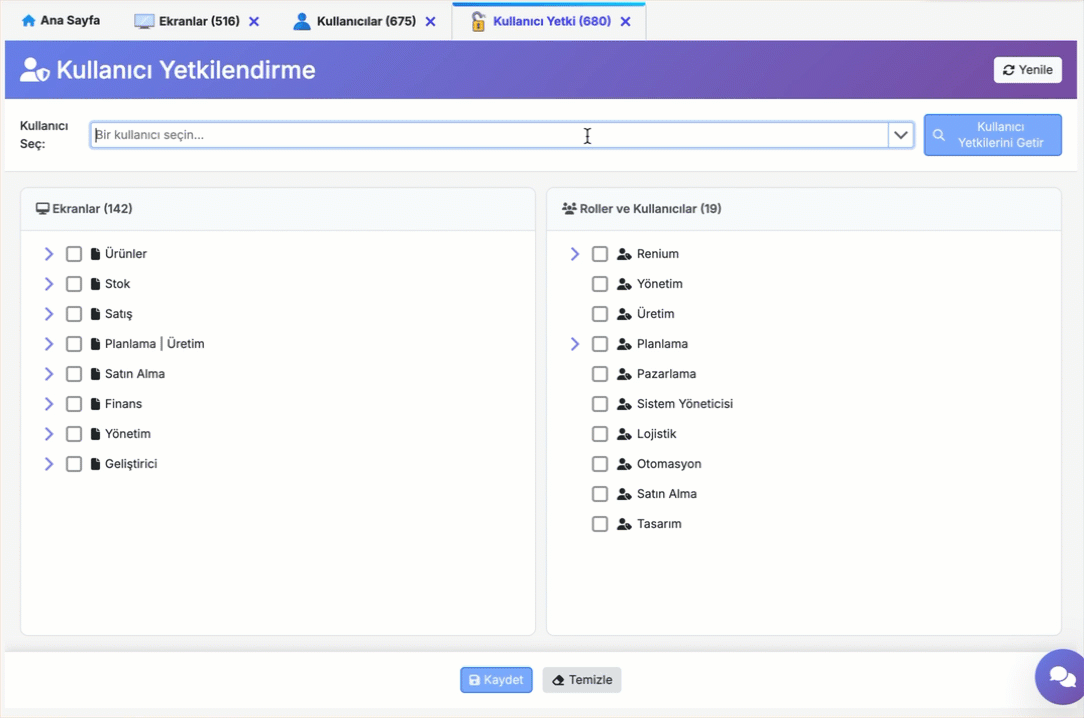 Ana Sayfa
Ekranlar (516)
Kullanıcılar (675)
Kullanıcı Yetki (680)
Kullanıcı Yetkilendirme
Yenile
Kullanıcı
Seç:
Bir kullanıcı seçin...
Kullanıcı
Yetkilerini Getir
Ekranlar (142)
Ürünler
Stok
Satış
Planlama | Üretim
Satın Alma
Finans
Yönetim
Geliştirici
Roller ve Kullanıcılar (19)
Renium
Yönetim
Üretim
Planlama
Pazarlama
Sistem Yöneticisi
Lojistik
Otomasyon
Satın Alma
Tasarım
Kaydet
Temizle